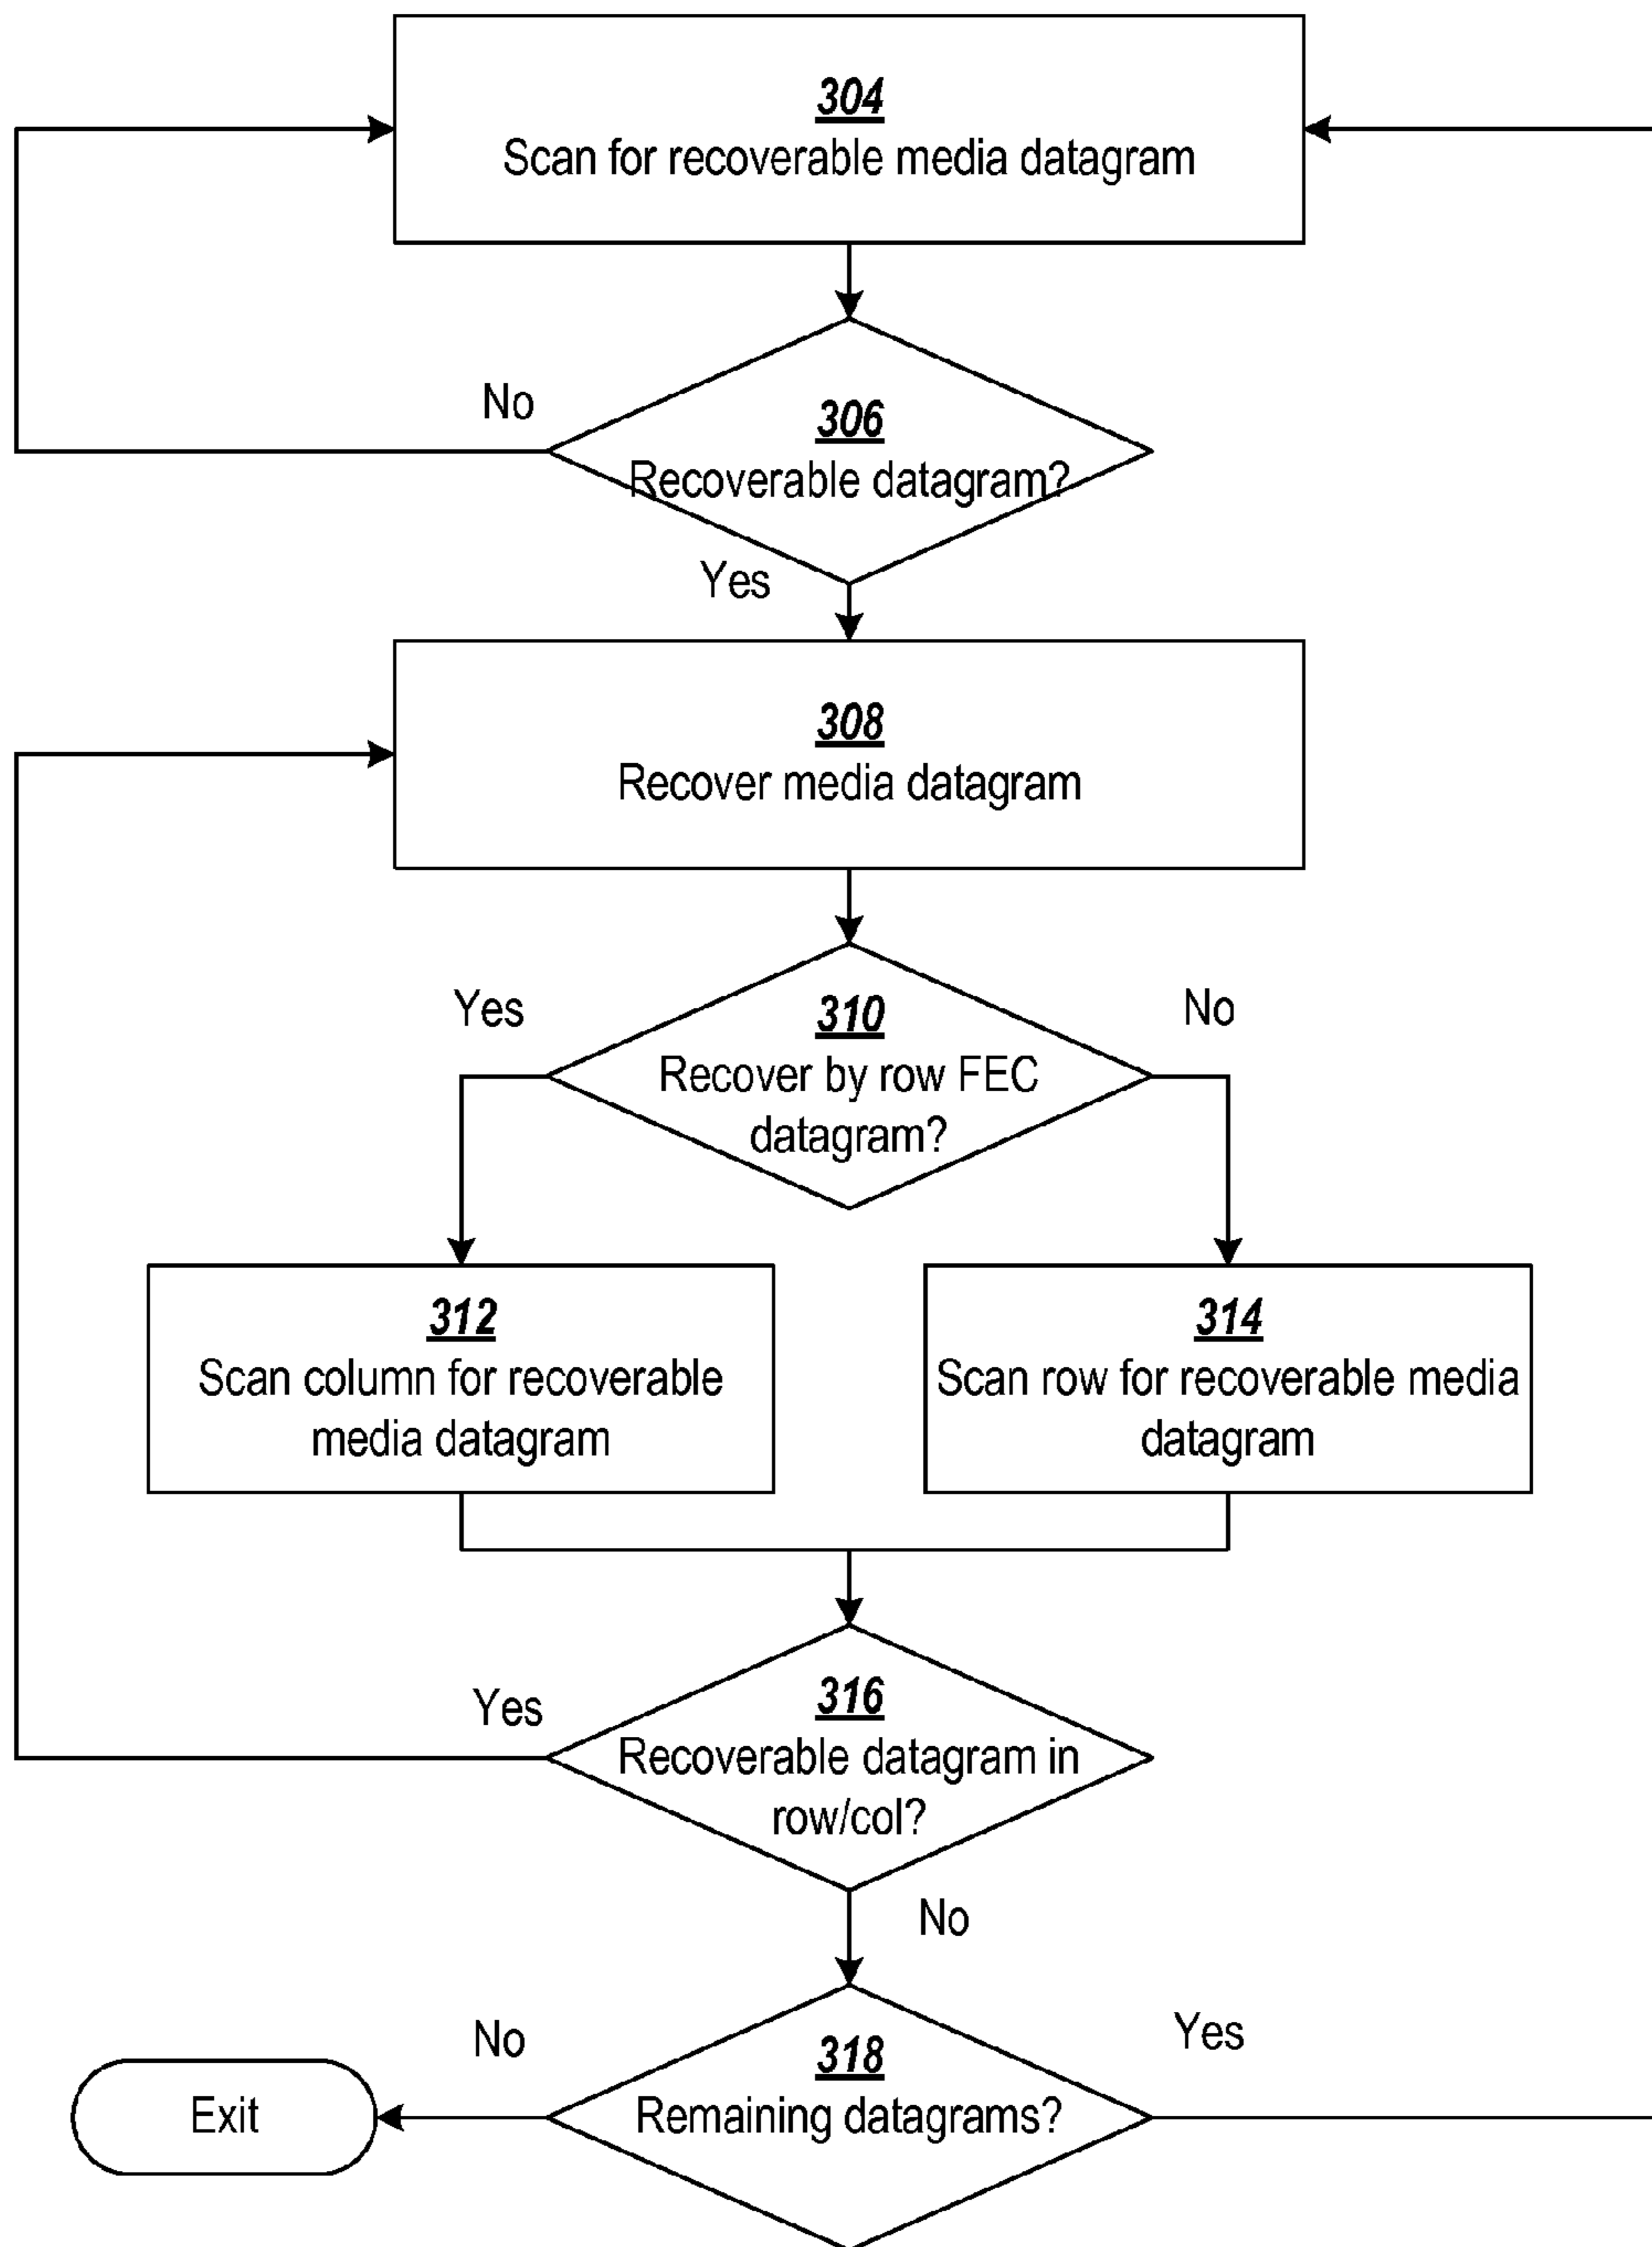 304
Scan for recoverable media datagram
No
306
Recoverable datagram?
Yes
308
Recover media datagram
Yes
310
No
Recover by row FEC
datagram?
312
Scan column for recoverable
media datagram
314
Scan row for recoverable media
datagram
Yes
316
Recoverable datagram in
row/col?
No
No
318
Yes
Remaining datagrams?
Exit